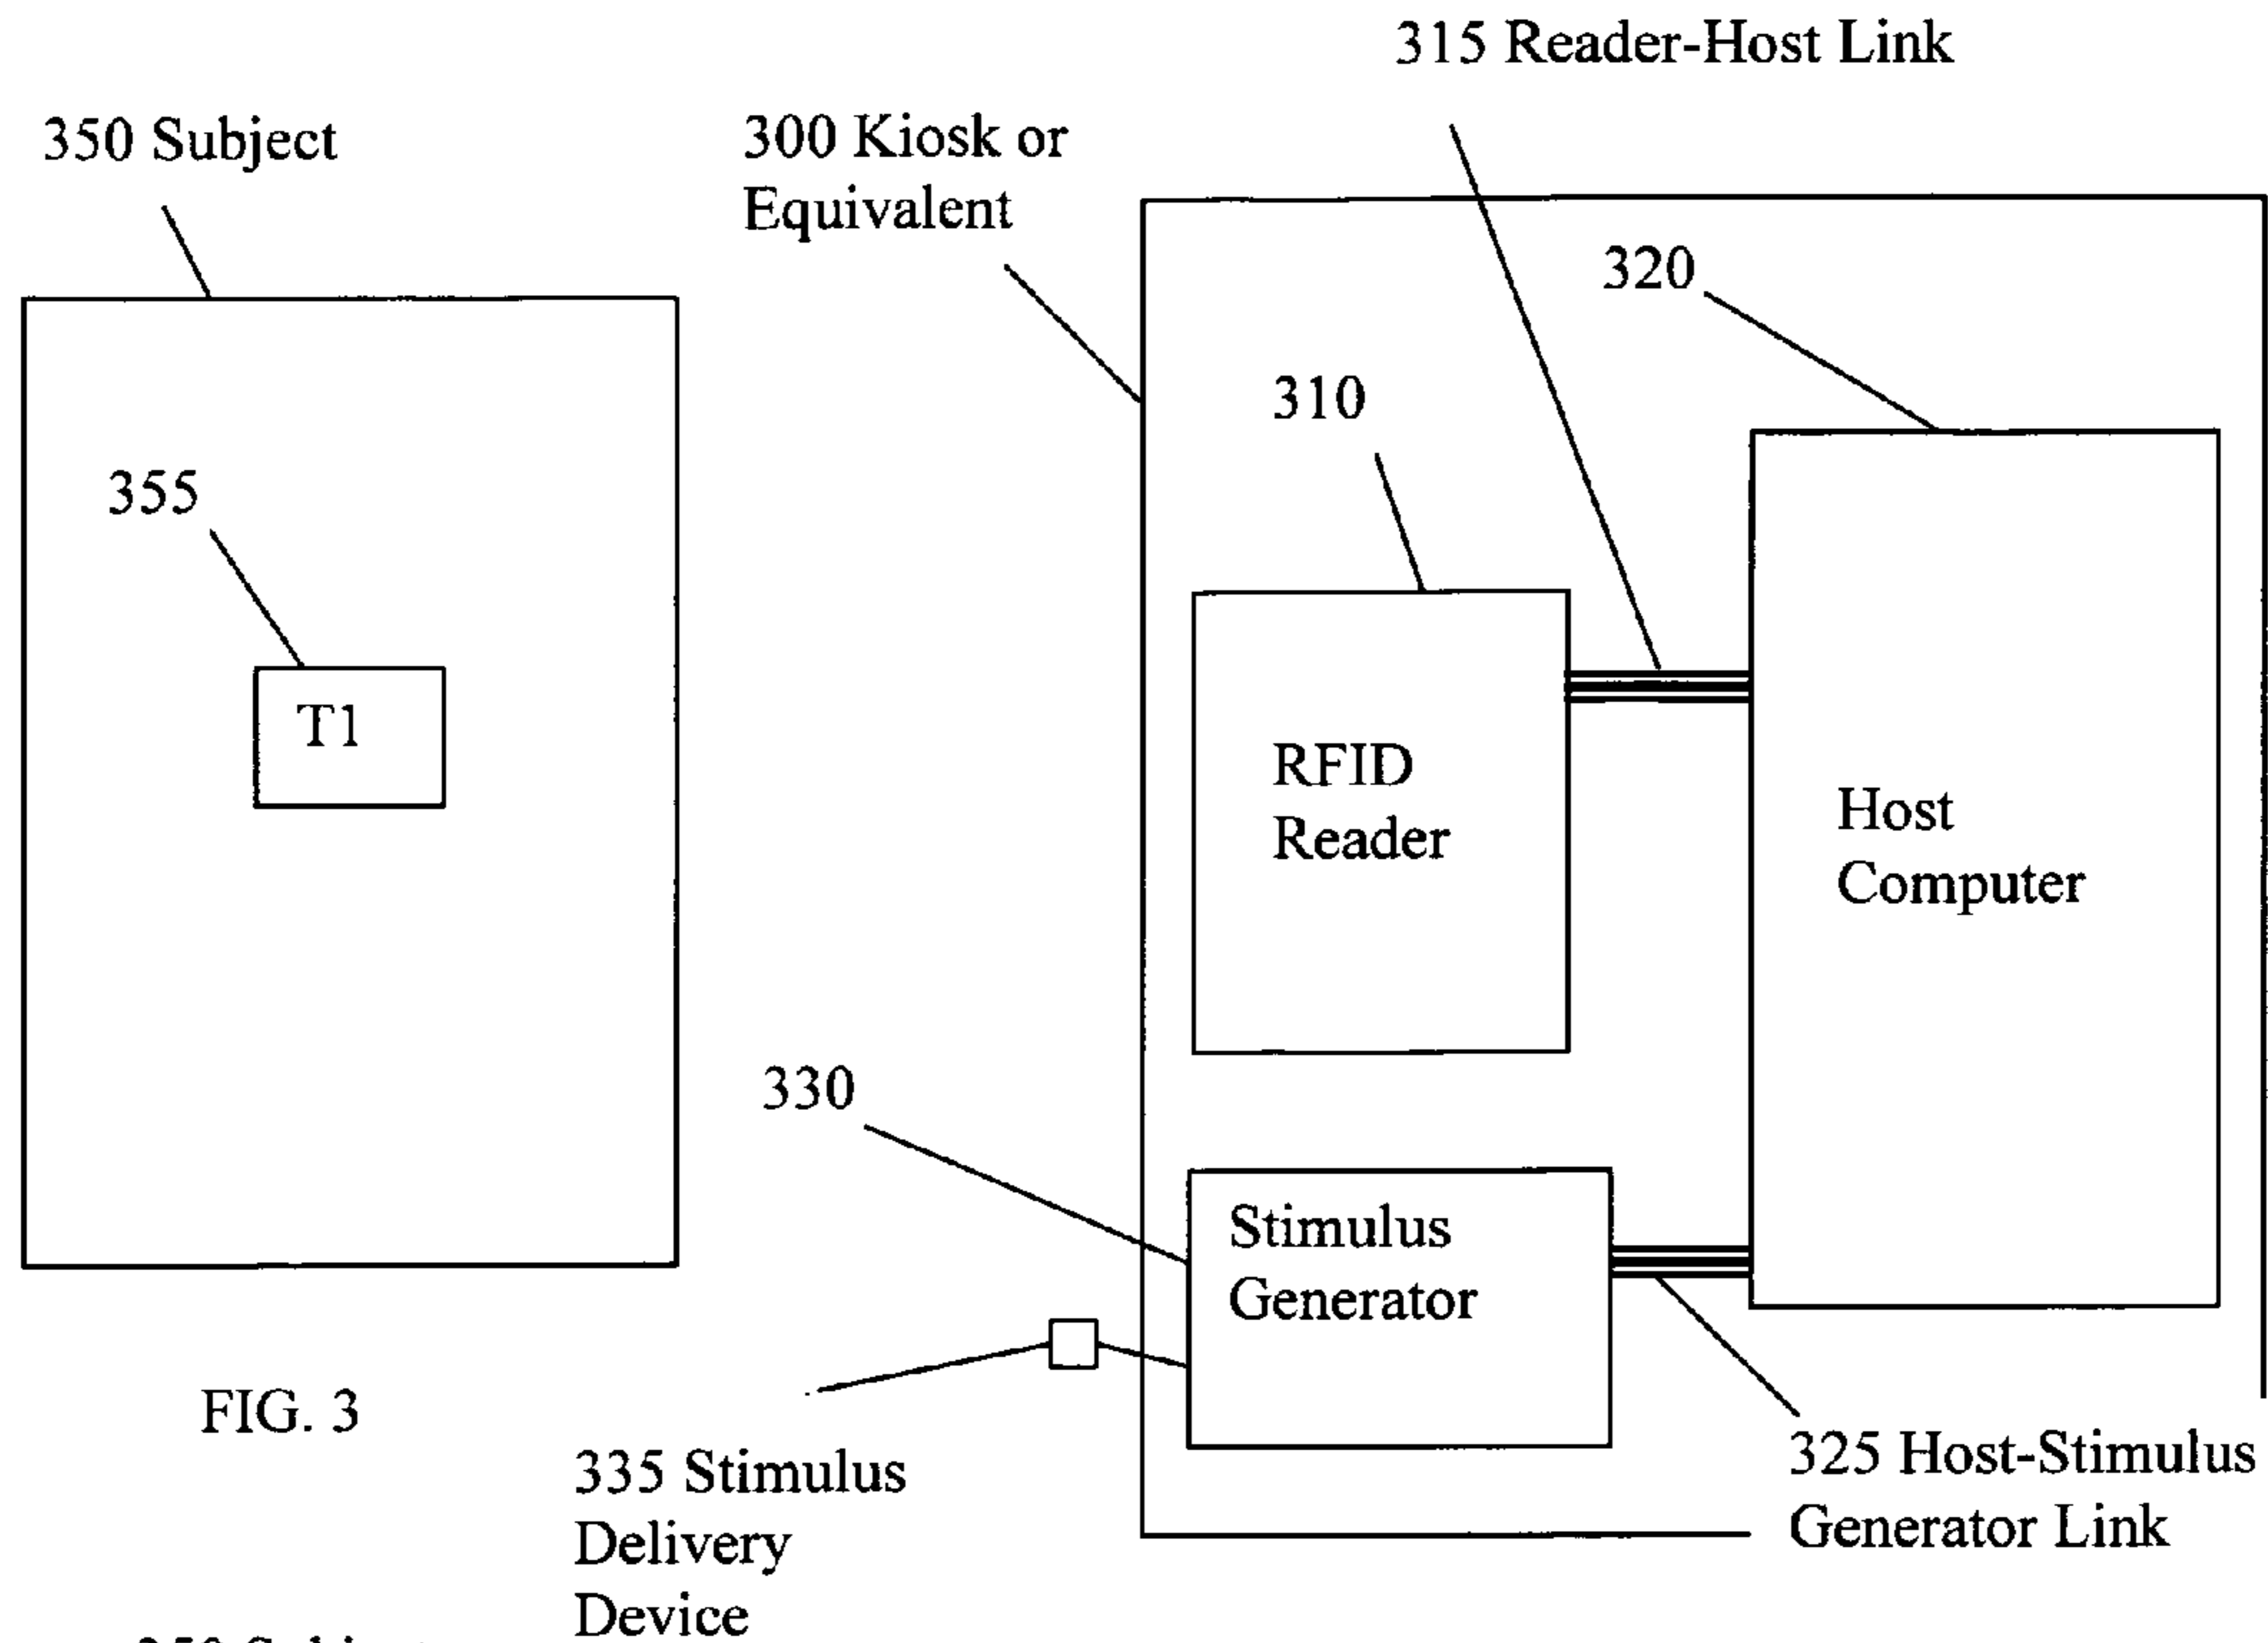 315 Reader-Host Link
350 Subject
300 Kiosk or
Equivalent
320
310
355
T1
RFID
Reader
Host
Computer
330
Stimulus
Generator
FIG. 3
335 Stimulus
Delivery
Device
325 Host-Stimulus
Generator Link